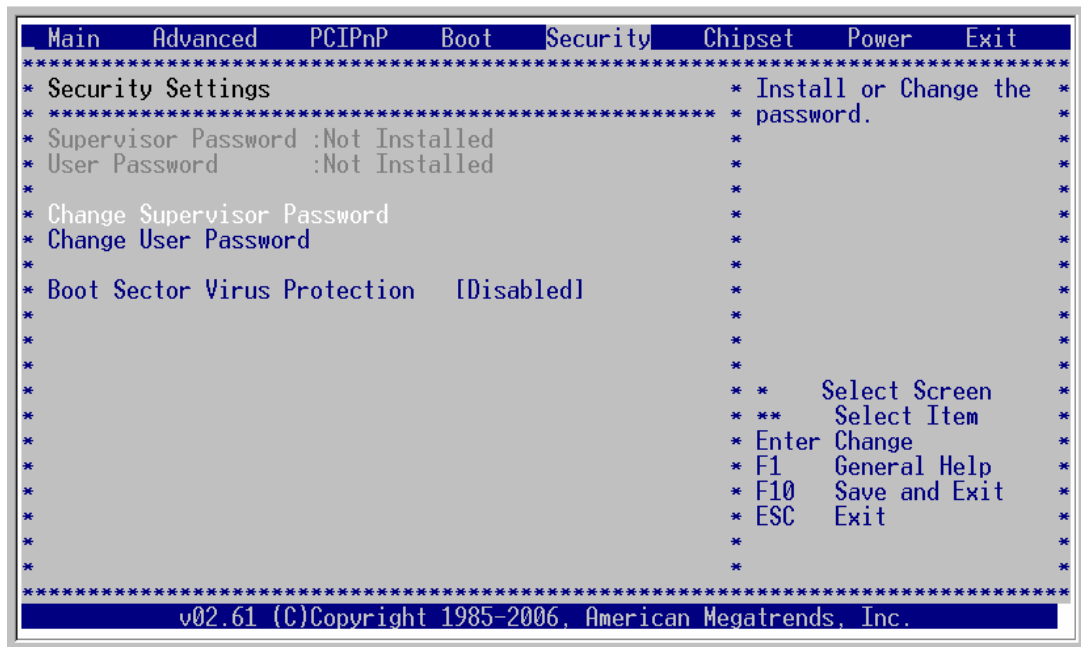 Main Advanced PCIPnP Boot Security Chipset Power Exit
********************************************************************************
* Security Settings * Install or Change the *
* *************************************************** * password. *
* Supervisor Password :Not Installed * *
* User Password :Not Installed * *
* * *
* Change Supervisor Password * *
* Change User Password * *
* * *
* Boot Sector Virus Protection [Disabled] * *
* * *
* * *
* * *
* * * Select Screen *
* * ** Select Item *
* * Enter Change *
* * F1 General Help *
* * F10 Save and Exit *
* * ESC Exit *
* * *
* * *
********************************************************************************
v02.61 (C)Copyright 1985-2006, American Megatrends, Inc.